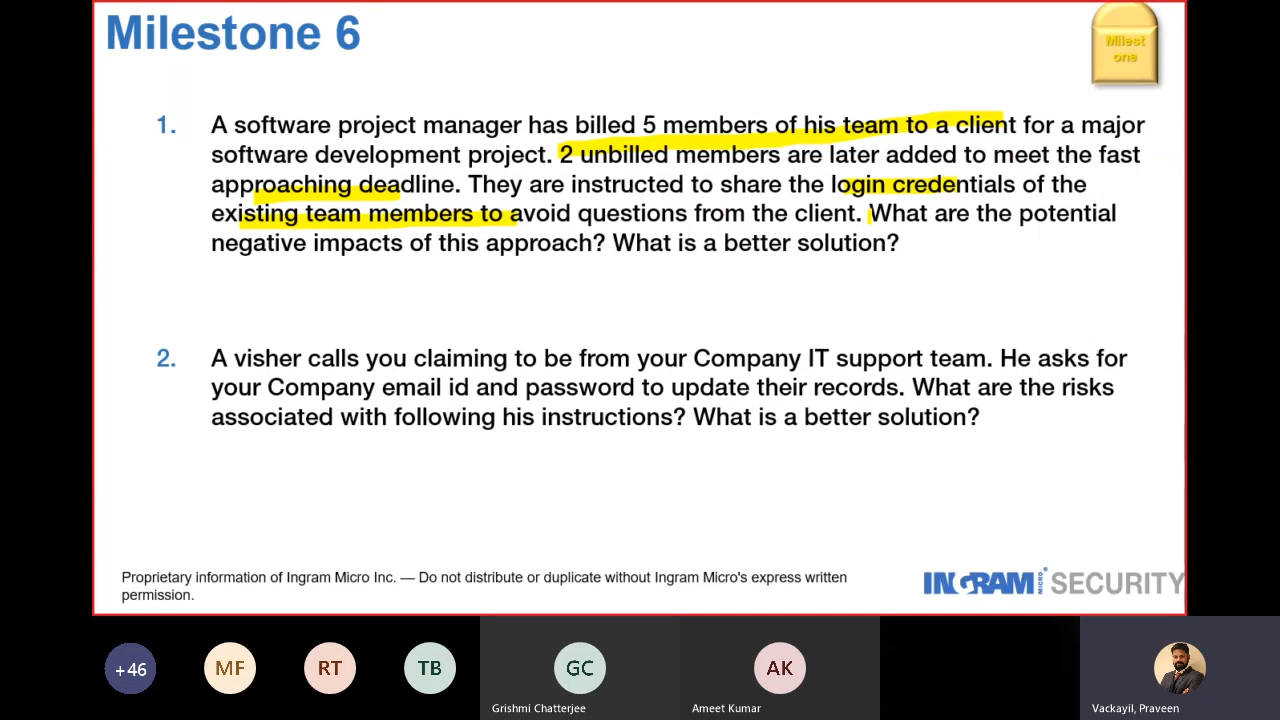 Milestone 6
Milest
one
1. A software project manager has billed 5 members of his team to a client for a major
software development project. 2 unbilled members are later added to meet the fast
approaching deadline. They are instructed to share the login credentials of the
existing team members to avoid questions from the client. What are the potential
negative impacts of this approach? What is a better solution?
2. A visher calls you claiming to be from your Company IT support team. He asks for
your Company email id and password to update their records. What are the risks
associated with following his instructions? What is a better solution?
Proprietary information of Ingram Micro Inc. — Do not distribute or duplicate without Ingram Micro's express written
permission.
INGRAM MICRO SECURITY
+46
MF
RT
TB
GC
AK
Grishmi Chatterjee
Ameet Kumar
Vackayil, Praveen